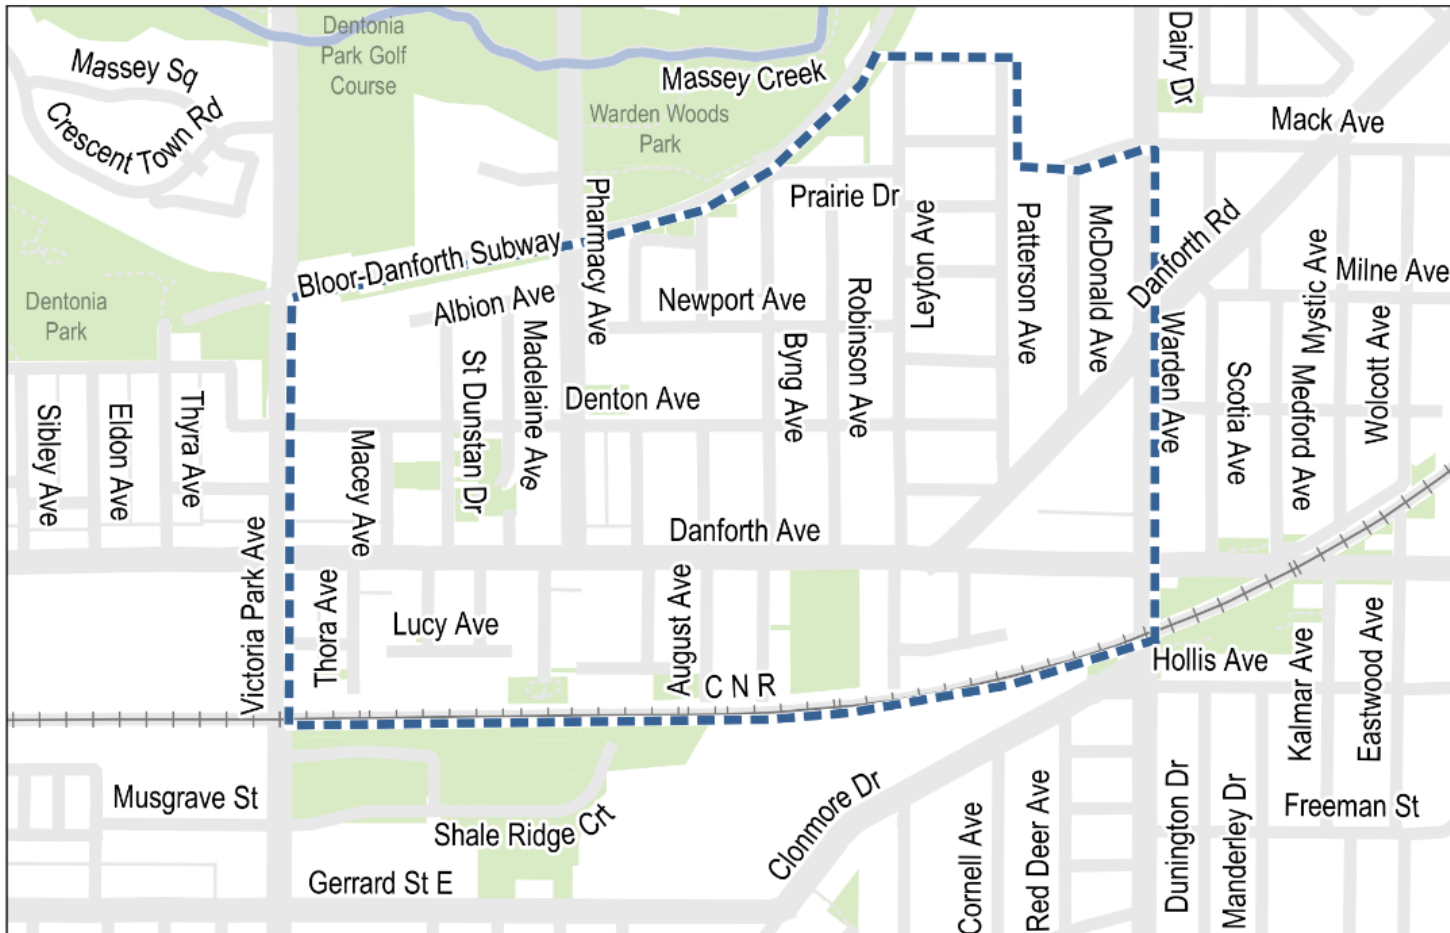 Dentonia
Park Golf
Course
Massey Sq
Crescent Town Rd
Massey Creek
Warden Woods
Park
Dairy Dr
Mack Ave
Prairie Dr
Pharmacy Ave
Leyton Ave
Patterson Ave
McDonald Ave
Danforth Rd
Bloor-Danforth Subway
Dentonia
Park
Albion Ave
Newport Ave
Robinson Ave
Milne Ave
Mystic Ave
Warden Ave
Wolcott Ave
Madelaine Ave
St Dunstan Dr
Byng Ave
Denton Ave
Scotia Ave
Medford Ave
Sibley Ave
Eldon Ave
Thyra Ave
Macey Ave
Danforth Ave
Victoria Park Ave
Thora Ave
Lucy Ave
August Ave
C N R
Hollis Ave
Kalmar Ave
Eastwood Ave
Musgrave St
Shale Ridge Crt
Clonmore Dr
Cornell Ave
Red Deer Ave
Dunnington Dr
Manderley Dr
Freeman St
Gerrard St E